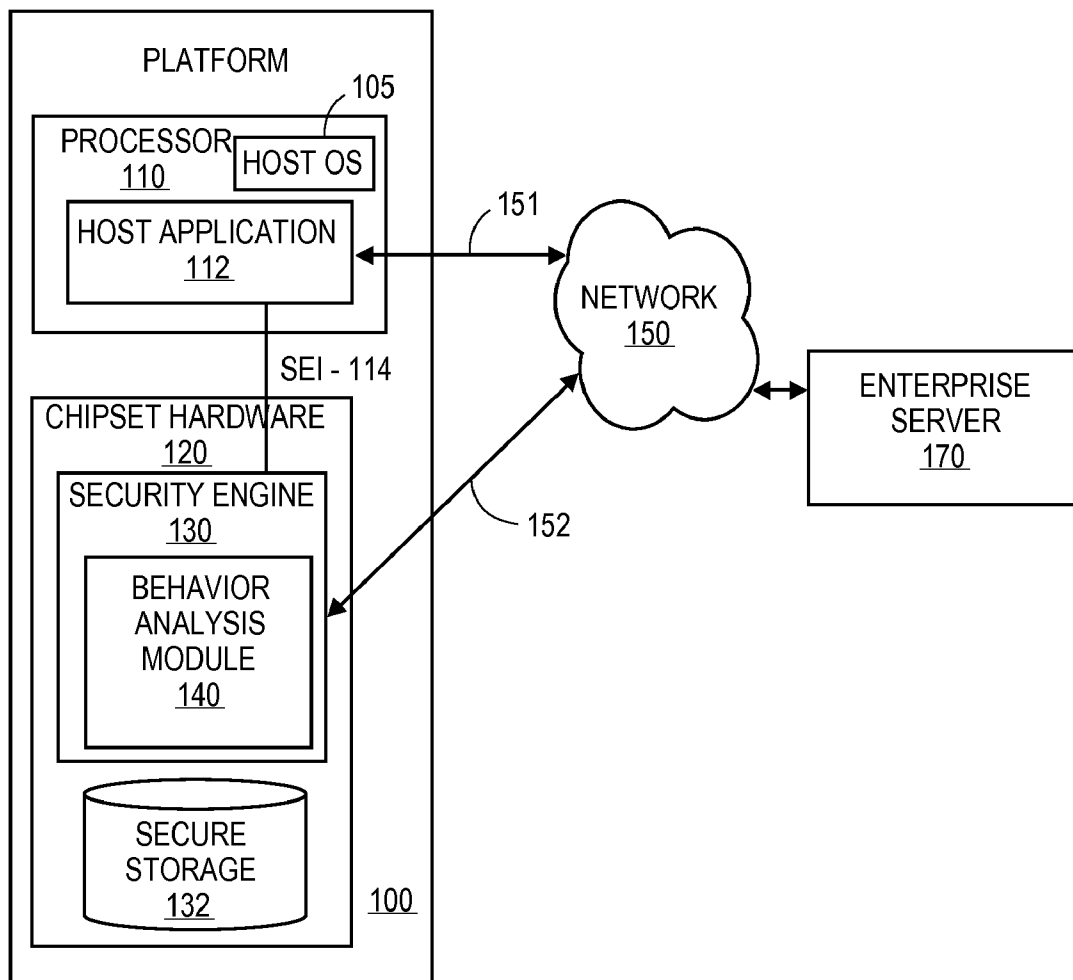 PLATFORM
105
PROCESSOR
110
HOST OS
HOST APPLICATION
112
151
NETWORK
150
SEI - 114
ENTERPRISE
SERVER
170
CHIPSET HARDWARE
120
SECURITY ENGINE
130
152
BEHAVIOR
ANALYSIS
MODULE
140
SECURE
STORAGE
132
100